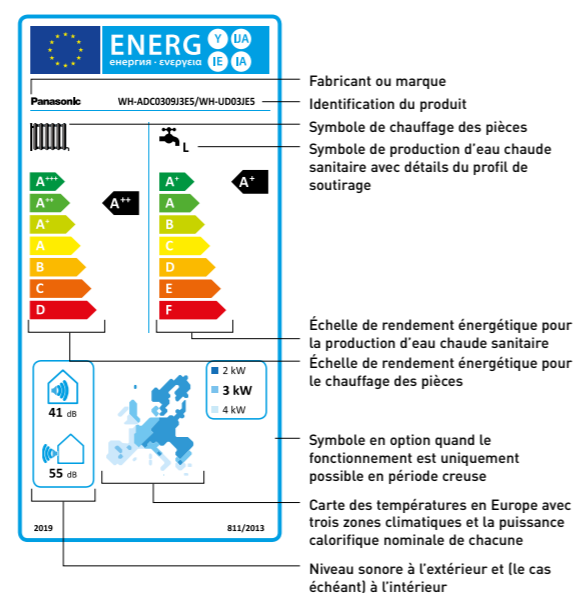 ENERG Y UA
енергия · ενεργεια IE IA
Panasonic WH-ADC0309J3E5/WH-UD03JE5
L
A+++
A++
A+
A
B
C
D
A++
A+
A
B
C
D
E
F
A+
41 dB
55 dB
2 kW
3 kW
4 kW
2019 811/2013
Fabricant ou marque
Identification du produit
Symbole de chauffage des pièces
Symbole de production d’eau chaude
sanitaire avec détails du profil de
soutirage
Échelle de rendement énergétique pour
la production d’eau chaude sanitaire
Échelle de rendement énergétique pour
le chauffage des pièces
Symbole en option quand le
fonctionnement est uniquement
possible en période creuse
Carte des températures en Europe avec
trois zones climatiques et la puissance
calorifique nominale de chacune
Niveau sonore à l’extérieur et (le cas
échéant) à l’intérieur